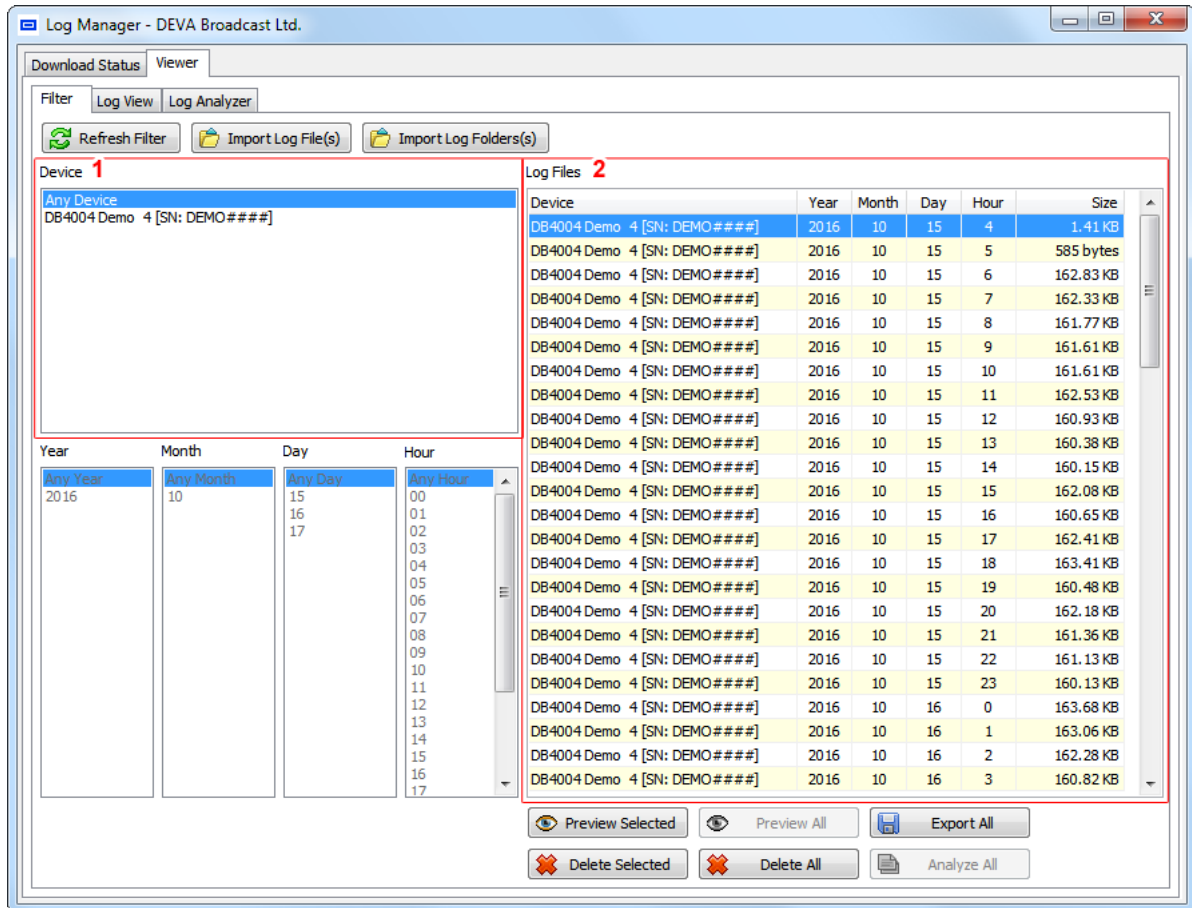 Log Manager - DEVA Broadcast Ltd.
Download Status Viewer
Filter Log View Log Analyzer
Refresh Filter Import Log File(s) Import Log Folders(s)
Device 1
Any Device
DB4004 Demo 4 [SN: DEMO####]
Year Month Day Hour
Any Year Any Month Any Day Any Hour
2016 10 15 00
16 01
17 02
03
04
05
06
07
08
09
10
11
12
13
14
15
16
17
Log Files 2
Device Year Month Day Hour Size
DB4004 Demo 4 [SN: DEMO####] 2016 10 15 4 1.41 KB
DB4004 Demo 4 [SN: DEMO####] 2016 10 15 5 585 bytes
DB4004 Demo 4 [SN: DEMO####] 2016 10 15 6 162.83 KB
DB4004 Demo 4 [SN: DEMO####] 2016 10 15 7 162.33 KB
DB4004 Demo 4 [SN: DEMO####] 2016 10 15 8 161.77 KB
DB4004 Demo 4 [SN: DEMO####] 2016 10 15 9 161.61 KB
DB4004 Demo 4 [SN: DEMO####] 2016 10 15 10 161.61 KB
DB4004 Demo 4 [SN: DEMO####] 2016 10 15 11 162.53 KB
DB4004 Demo 4 [SN: DEMO####] 2016 10 15 12 160.93 KB
DB4004 Demo 4 [SN: DEMO####] 2016 10 15 13 160.38 KB
DB4004 Demo 4 [SN: DEMO####] 2016 10 15 14 160.15 KB
DB4004 Demo 4 [SN: DEMO####] 2016 10 15 15 162.08 KB
DB4004 Demo 4 [SN: DEMO####] 2016 10 15 16 160.65 KB
DB4004 Demo 4 [SN: DEMO####] 2016 10 15 17 162.41 KB
DB4004 Demo 4 [SN: DEMO####] 2016 10 15 18 163.41 KB
DB4004 Demo 4 [SN: DEMO####] 2016 10 15 19 160.48 KB
DB4004 Demo 4 [SN: DEMO####] 2016 10 15 20 162.18 KB
DB4004 Demo 4 [SN: DEMO####] 2016 10 15 21 161.36 KB
DB4004 Demo 4 [SN: DEMO####] 2016 10 15 22 161.13 KB
DB4004 Demo 4 [SN: DEMO####] 2016 10 15 23 160.13 KB
DB4004 Demo 4 [SN: DEMO####] 2016 10 16 0 163.68 KB
DB4004 Demo 4 [SN: DEMO####] 2016 10 16 1 163.06 KB
DB4004 Demo 4 [SN: DEMO####] 2016 10 16 2 162.28 KB
DB4004 Demo 4 [SN: DEMO####] 2016 10 16 3 160.82 KB
Preview Selected Preview All Export All
Delete Selected Delete All Analyze All